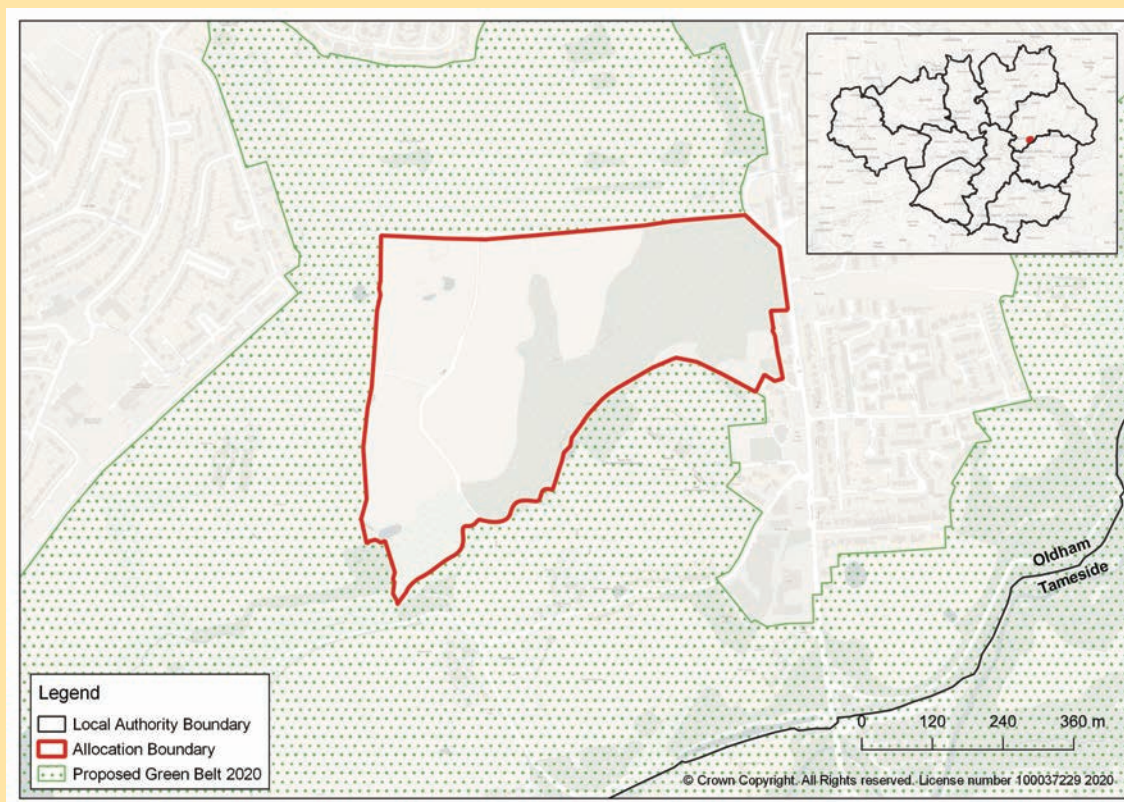 Oldham
Tameside
Legend
Local Authority Boundary
Allocation Boundary
Proposed Green Belt 2020
0 120 240 360 m
© Crown Copyright. All Rights reserved. License number 100037229 2020